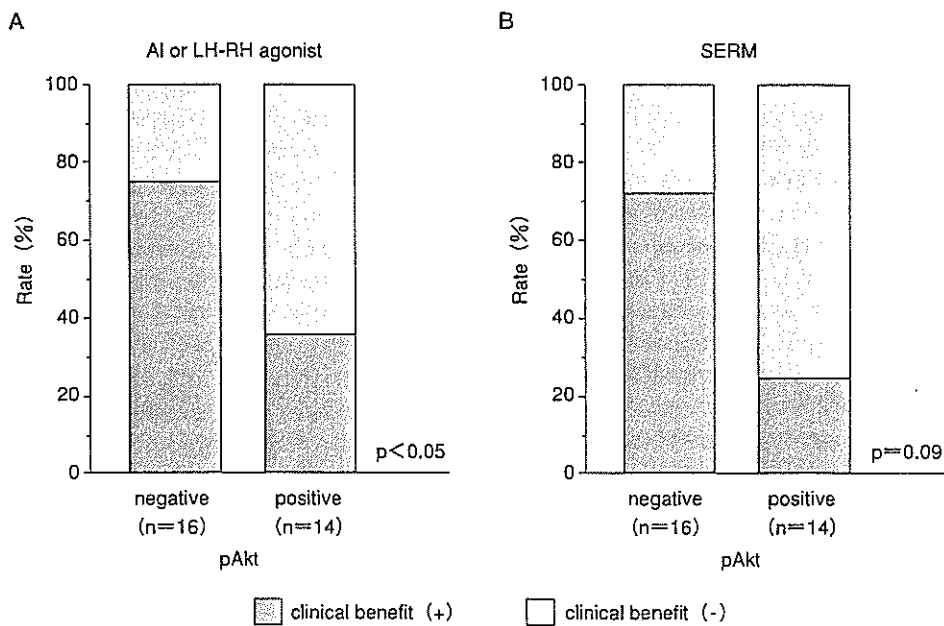 A
AI or LH-RH agonist
100
80
60
40
20
0
Rate (%)
p<0.05
negative
(n=16)
positive
(n=14)
pAkt
B
SERM
100
80
60
40
20
0
Rate (%)
p=0.09
negative
(n=16)
positive
(n=14)
pAkt
clinical benefit (+)
clinical benefit (-)